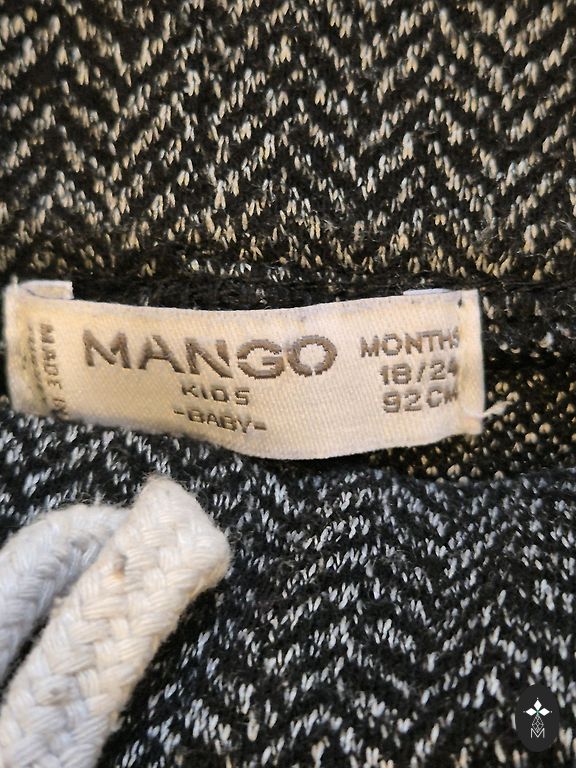 MANGO
KIDS
-BABY-
MONTHS
18/24
92CM
MADE IN
M